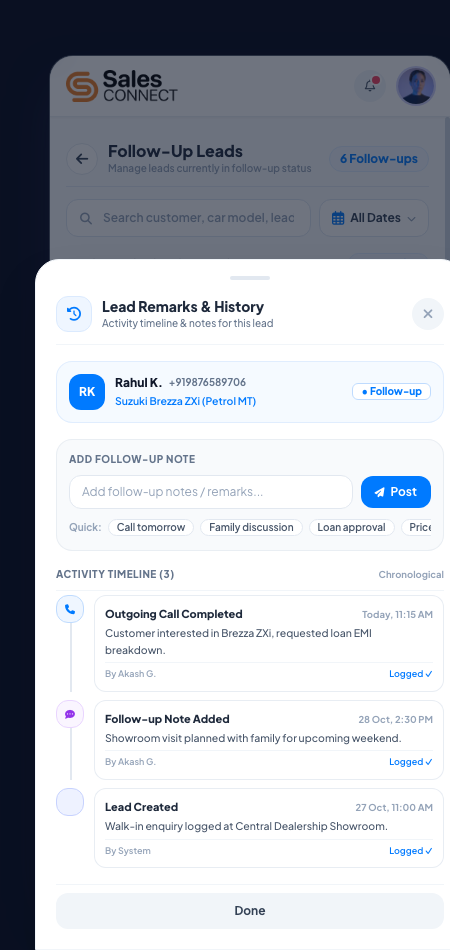 Sales
CONNECT
Follow-Up Leads
Manage leads currently in follow-up status
6 Follow-ups
Search customer, car model, leac
All Dates
Lead Remarks & History
Activity timeline & notes for this lead
RK
Rahul K. +919876589706
Suzuki Brezza ZXi (Petrol MT)
• Follow-up
ADD FOLLOW-UP NOTE
Add follow-up notes / remarks...
Post
Quick: Call tomorrow Family discussion Loan approval Price
ACTIVITY TIMELINE (3) Chronological
Outgoing Call Completed Today, 11:15 AM
Customer interested in Brezza ZXi, requested loan EMI
breakdown.
By Akash G. Logged ✓
Follow-up Note Added 28 Oct, 2:30 PM
Showroom visit planned with family for upcoming weekend.
By Akash G. Logged ✓
Lead Created 27 Oct, 11:00 AM
Walk-in enquiry logged at Central Dealership Showroom.
By System Logged ✓
Done